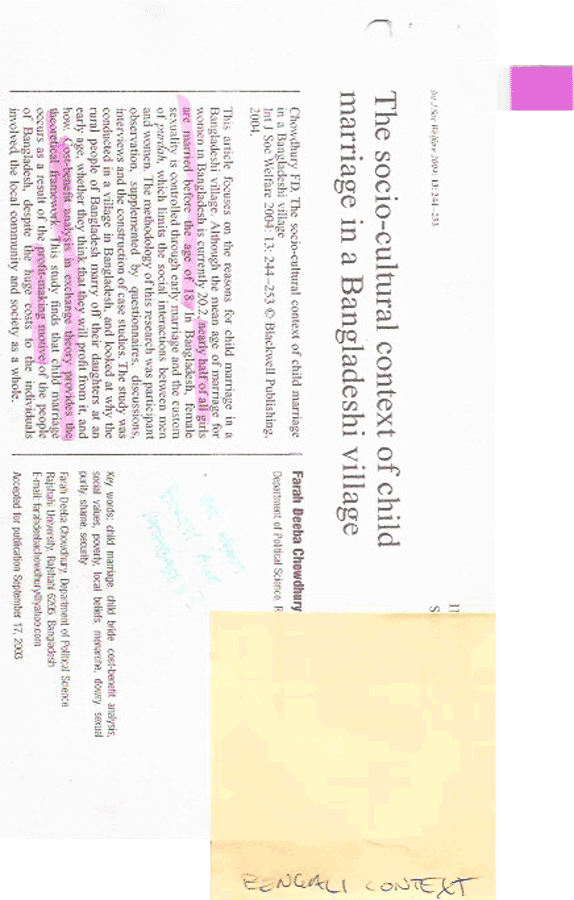 Int J Soc Welfare 2004: 13: 244–253
The socio-cultural context of child
marriage in a Bangladeshi village
Chowdhury FD. The socio-cultural context of child marriage
in a Bangladeshi village
Int J Soc Welfare 2004: 13: 244–253 © Blackwell Publishing,
2004.
This article focuses on the reasons for child marriage in a
Bangladeshi village. Although the mean age of marriage for
women in Bangladesh is currently 20.2, nearly half of all girls
are married before the age of 18. In Bangladesh, female
sexuality is controlled through early marriage and the custom
of purdah, which limits the social interactions between men
and women. The methodology of this research was participant
observation, supplemented by questionnaires, discussions,
interviews and the construction of case studies. The study was
conducted in a village in Bangladesh, and looked at why the
rural people of Bangladesh marry off their daughters at an
early age, whether they think that they will profit from it, and
how. Cost-benefit analysis in exchange theory provides the
theoretical framework. This study finds that child marriage
occurs as a result of the profit-making motive of the people
of Bangladesh, despite the huge costs to the individuals
involved, the local community and society as a whole.
Farah Deeba Chowdhury
Department of Political Science, R
Key words: child marriage, child bride, cost-benefit analysis,
social values, poverty, local beliefs, menarche, dowry, sexual
purity, shame, security
Farah Deeba Chowdhury, Department of Political Science
Rajshahi University, Rajshahi 6205, Bangladesh
E-mail: farahdeebachowdhury@yahoo.com
Accepted for publication September 17, 2003
BENGALI CONTEXT